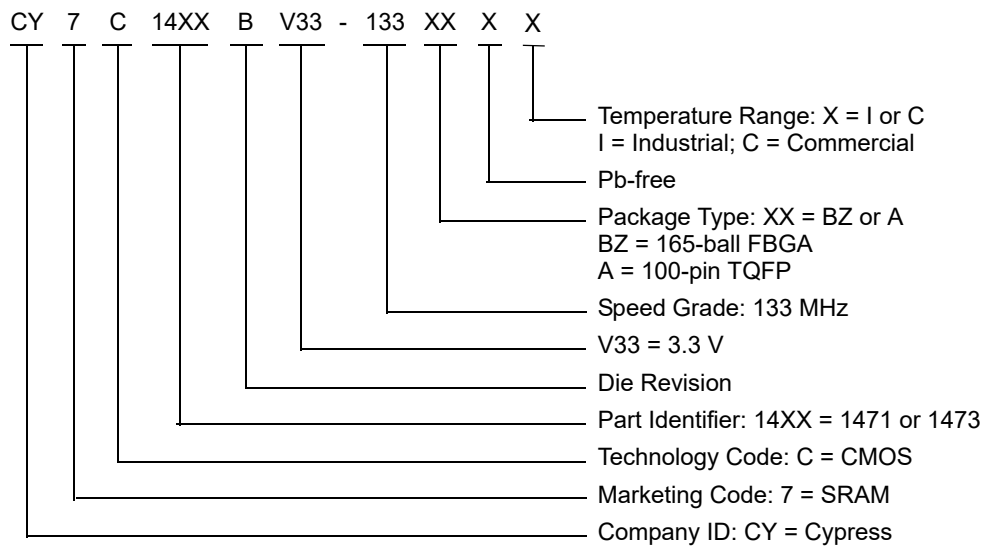 CY 7 C 14XX B V33 - 133 XX X X
Temperature Range: X = I or C
I = Industrial; C = Commercial
Pb-free
Package Type: XX = BZ or A
BZ = 165-ball FBGA
A = 100-pin TQFP
Speed Grade: 133 MHz
V33 = 3.3 V
Die Revision
Part Identifier: 14XX = 1471 or 1473
Technology Code: C = CMOS
Marketing Code: 7 = SRAM
Company ID: CY = Cypress